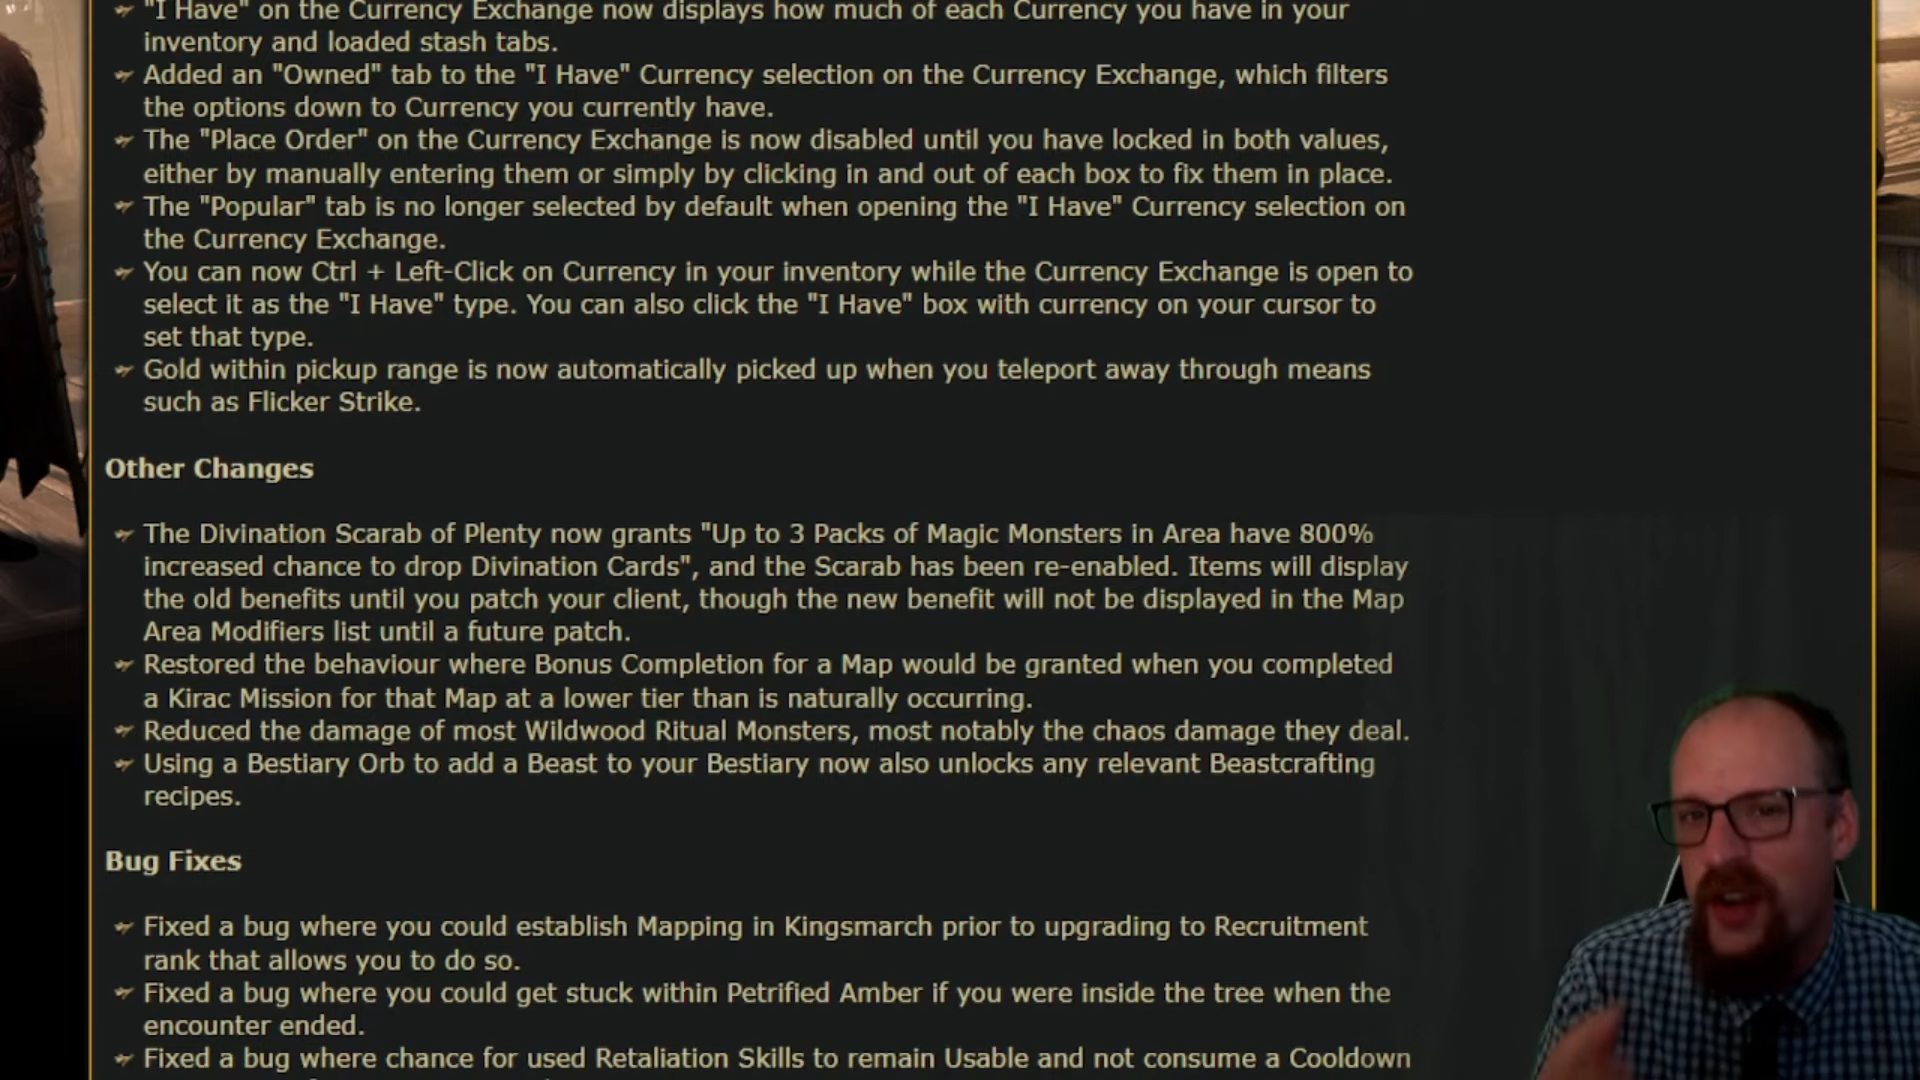 "I Have" on the Currency Exchange now displays how much of each Currency you have in your
inventory and loaded stash tabs.
Added an "Owned" tab to the "I Have" Currency selection on the Currency Exchange, which filters
the options down to Currency you currently have.
The "Place Order" on the Currency Exchange is now disabled until you have locked in both values,
either by manually entering them or simply by clicking in and out of each box to fix them in place.
The "Popular" tab is no longer selected by default when opening the "I Have" Currency selection on
the Currency Exchange.
You can now Ctrl + Left-Click on Currency in your inventory while the Currency Exchange is open to
select it as the "I Have" type. You can also click the "I Have" box with currency on your cursor to
set that type.
Gold within pickup range is now automatically picked up when you teleport away through means
such as Flicker Strike.
Other Changes
The Divination Scarab of Plenty now grants "Up to 3 Packs of Magic Monsters in Area have 800%
increased chance to drop Divination Cards", and the Scarab has been re-enabled. Items will display
the old benefits until you patch your client, though the new benefit will not be displayed in the Map
Area Modifiers list until a future patch.
Restored the behaviour where Bonus Completion for a Map would be granted when you completed
a Kirac Mission for that Map at a lower tier than is naturally occurring.
Reduced the damage of most Wildwood Ritual Monsters, most notably the chaos damage they deal.
Using a Bestiary Orb to add a Beast to your Bestiary now also unlocks any relevant Beastcrafting
recipes.
Bug Fixes
Fixed a bug where you could establish Mapping in Kingsmarch prior to upgrading to Recruitment
rank that allows you to do so.
Fixed a bug where you could get stuck within Petrified Amber if you were inside the tree when the
encounter ended.
Fixed a bug where chance for used Retaliation Skills to remain Usable and not consume a Cooldown